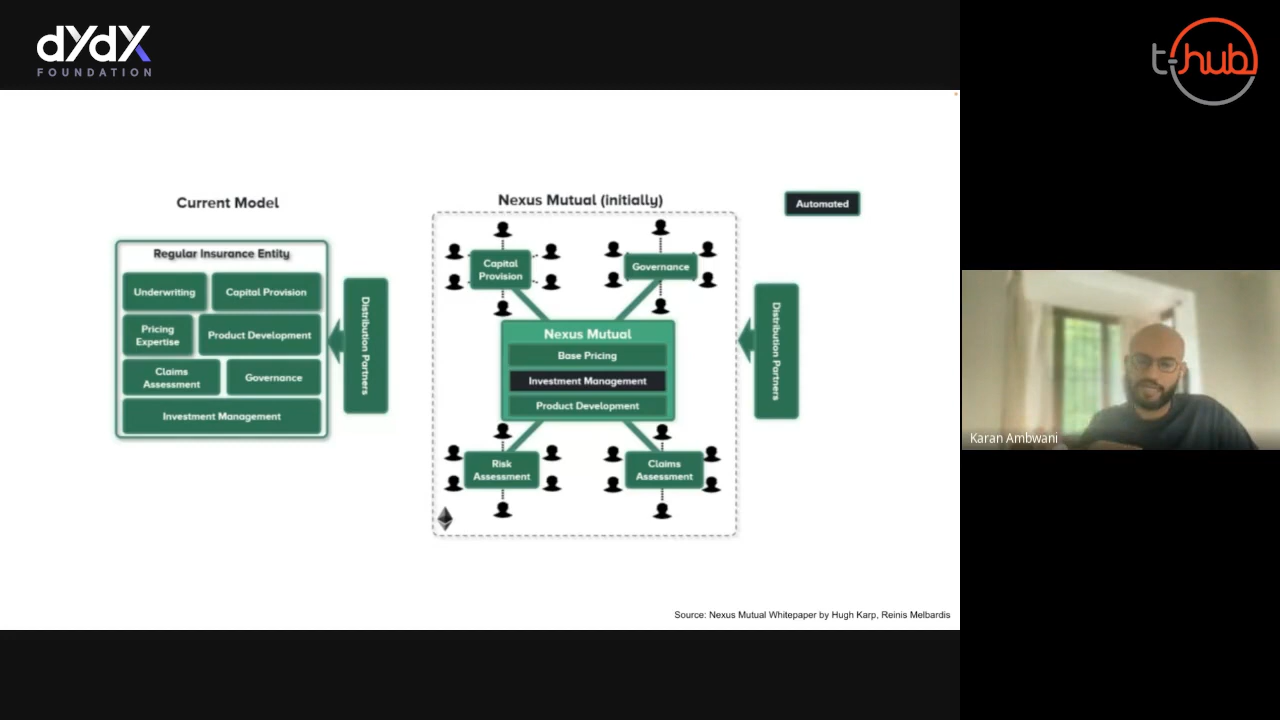 dYdX
FOUNDATION
t-hub
Current Model
Regular Insurance Entity
Underwriting
Capital Provision
Pricing
Expertise
Product Development
Claims
Assessment
Governance
Investment Management
Distribution Partners
Nexus Mutual (initially)
Capital
Provision
Governance
Nexus Mutual
Base Pricing
Investment Management
Product Development
Risk
Assessment
Claims
Assessment
Distribution Partners
Automated
Source: Nexus Mutual Whitepaper by Hugh Karp, Reinis Melbardis
Karan Ambwani